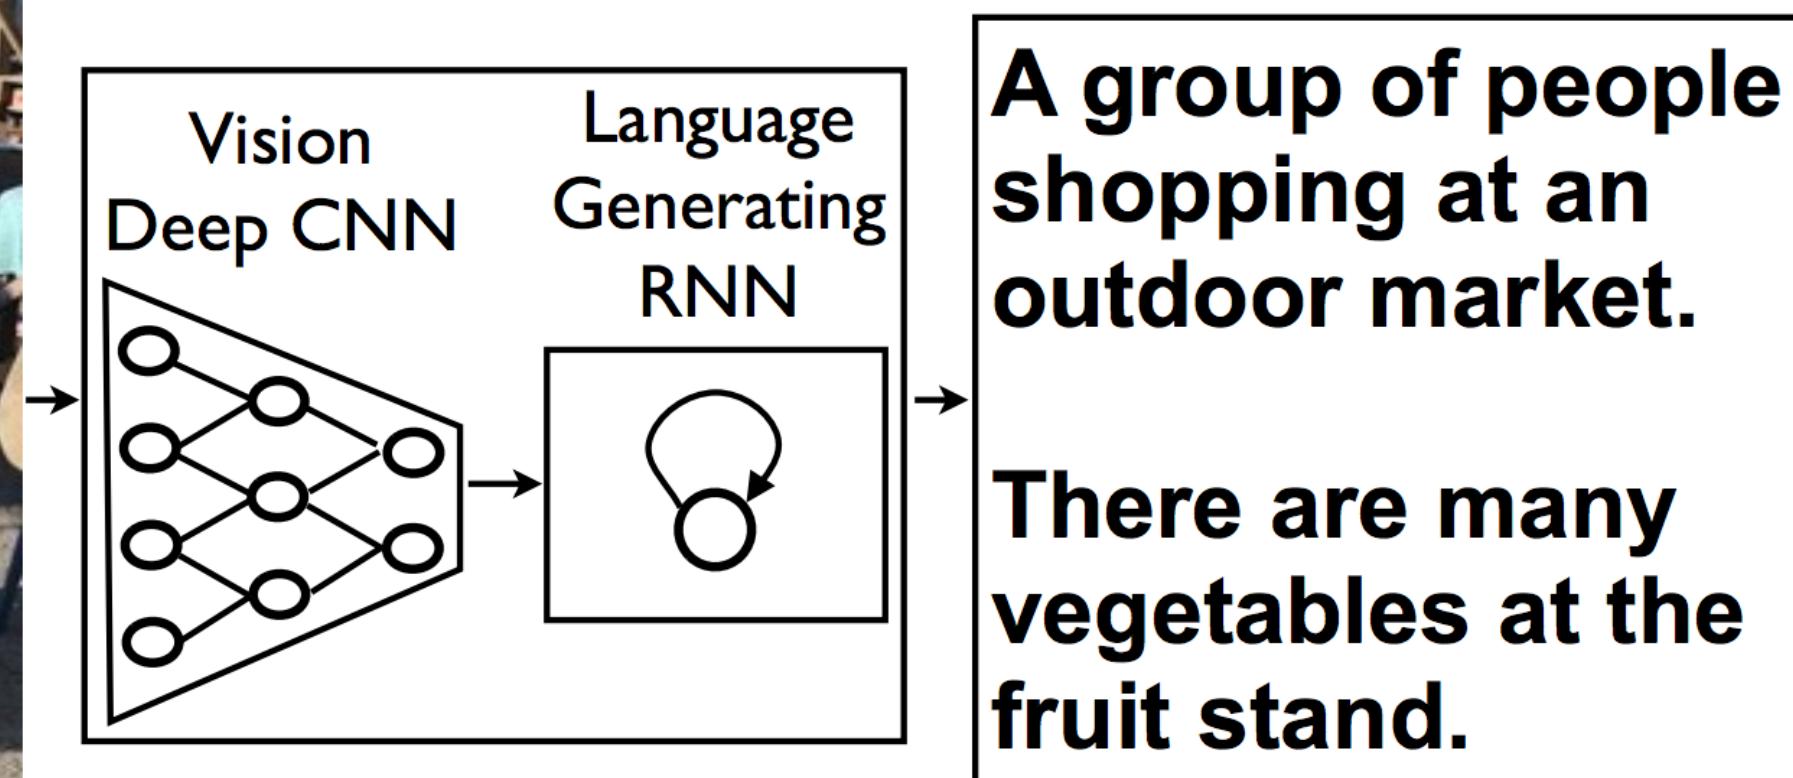 Vision
Deep CNN
Language
Generating
RNN
A group of people
shopping at an
outdoor market.
There are many
vegetables at the
fruit stand.